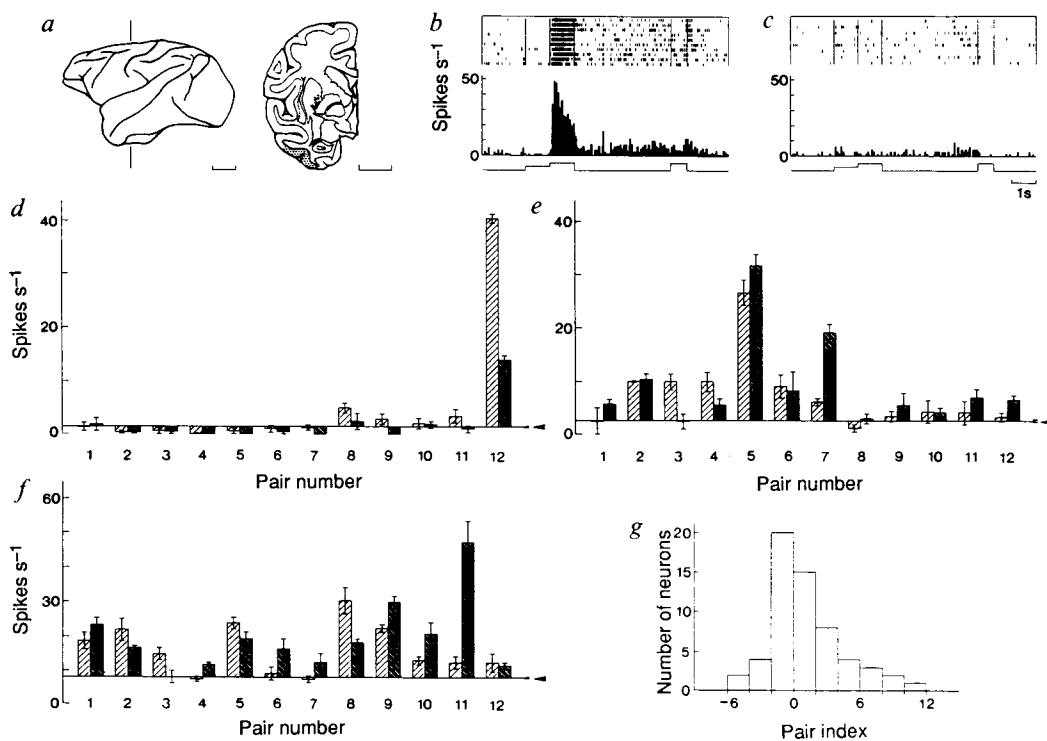 a
b
c
Spikes s⁻¹
50
0
50
0
1s
d
Spikes s⁻¹
40
20
0
1 2 3 4 5 6 7 8 9 10 11 12
Pair number
e
40
20
0
1 2 3 4 5 6 7 8 9 10 11 12
Pair number
f
Spikes s⁻¹
60
30
0
1 2 3 4 5 6 7 8 9 10 11 12
Pair number
g
Number of neurons
20
15
10
5
0
-6 0 6 12
Pair index